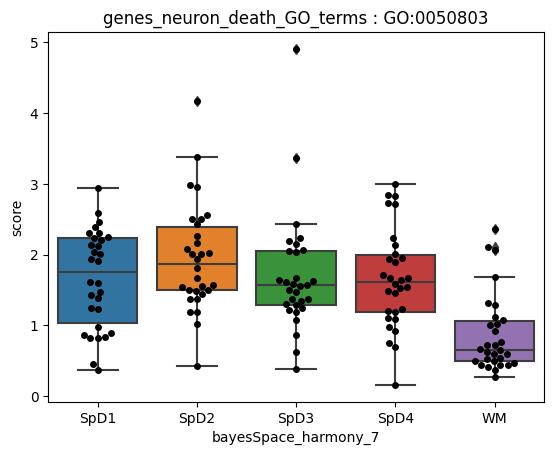 genes_neuron_death_GO_terms : GO:0050803
5
4
3
2
1
0
score
SpD1 SpD2 SpD3 SpD4 WM
bayesSpace_harmony_7